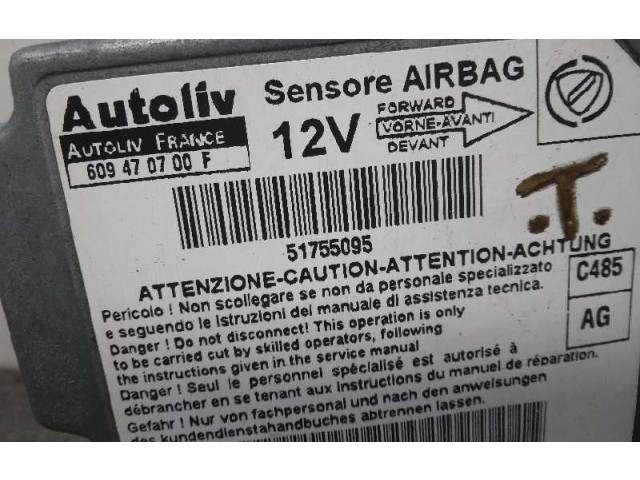 Autoliv
AUTOLIV FRANCE
609 47 07 00 F
Sensore AIRBAG
12V
FORWARD
VORNE-AVANTI
DEVANT
.T.
51755095
ATTENZIONE-CAUTION-ATTENTION-ACHTUNG
Pericolo ! Non scollegare se non da personale specializzato
e seguendo le istruzioni del manuale di assistenza tecnica.
Danger ! Do not disconnect! This operation is only
to be carried cut by skilled operators, following
the instructions given in the service manual
Danger ! Seul le personnel spécialisé est autorisé à
débrancher en se tenant aux instructions du manuel de réparation.
Gefahr ! Nur von fachpersonal und nach den anweisungen
des kundendienstahandbuches abtrennen lassen.
C485
AG